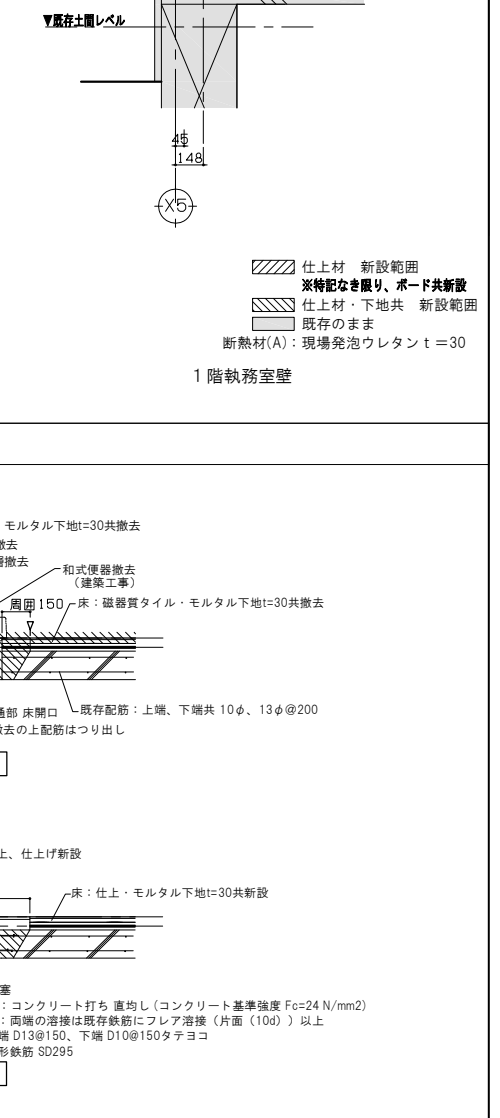 ▼既存土間レベル
45
148
X5
仕上材　新設範囲
※特記なき限り、ボード共新設
仕上材・下地共　新設範囲
既存のまま
断熱材(A)：現場発泡ウレタンｔ＝30
1階執務室壁
モルタル下地t=30共撤去
撤去
撤去
和式便器撤去
（建築工事）
周囲150
床：磁器質タイル・モルタル下地t=30共撤去
通部 床開口
既存配筋：上端、下端共 10φ、13φ@200
去の上配筋はつり出し
上、仕上げ新設
床：仕上・モルタル下地t=30共新設
塞
：コンクリート打ち 直均し(コンクリート基準強度 Fc=24 N/mm2)
：両端の溶接は既存鉄筋にフレア溶接（片面（10d））以上
端 D13@150、下端 D10@150タテヨコ
形鉄筋 SD295